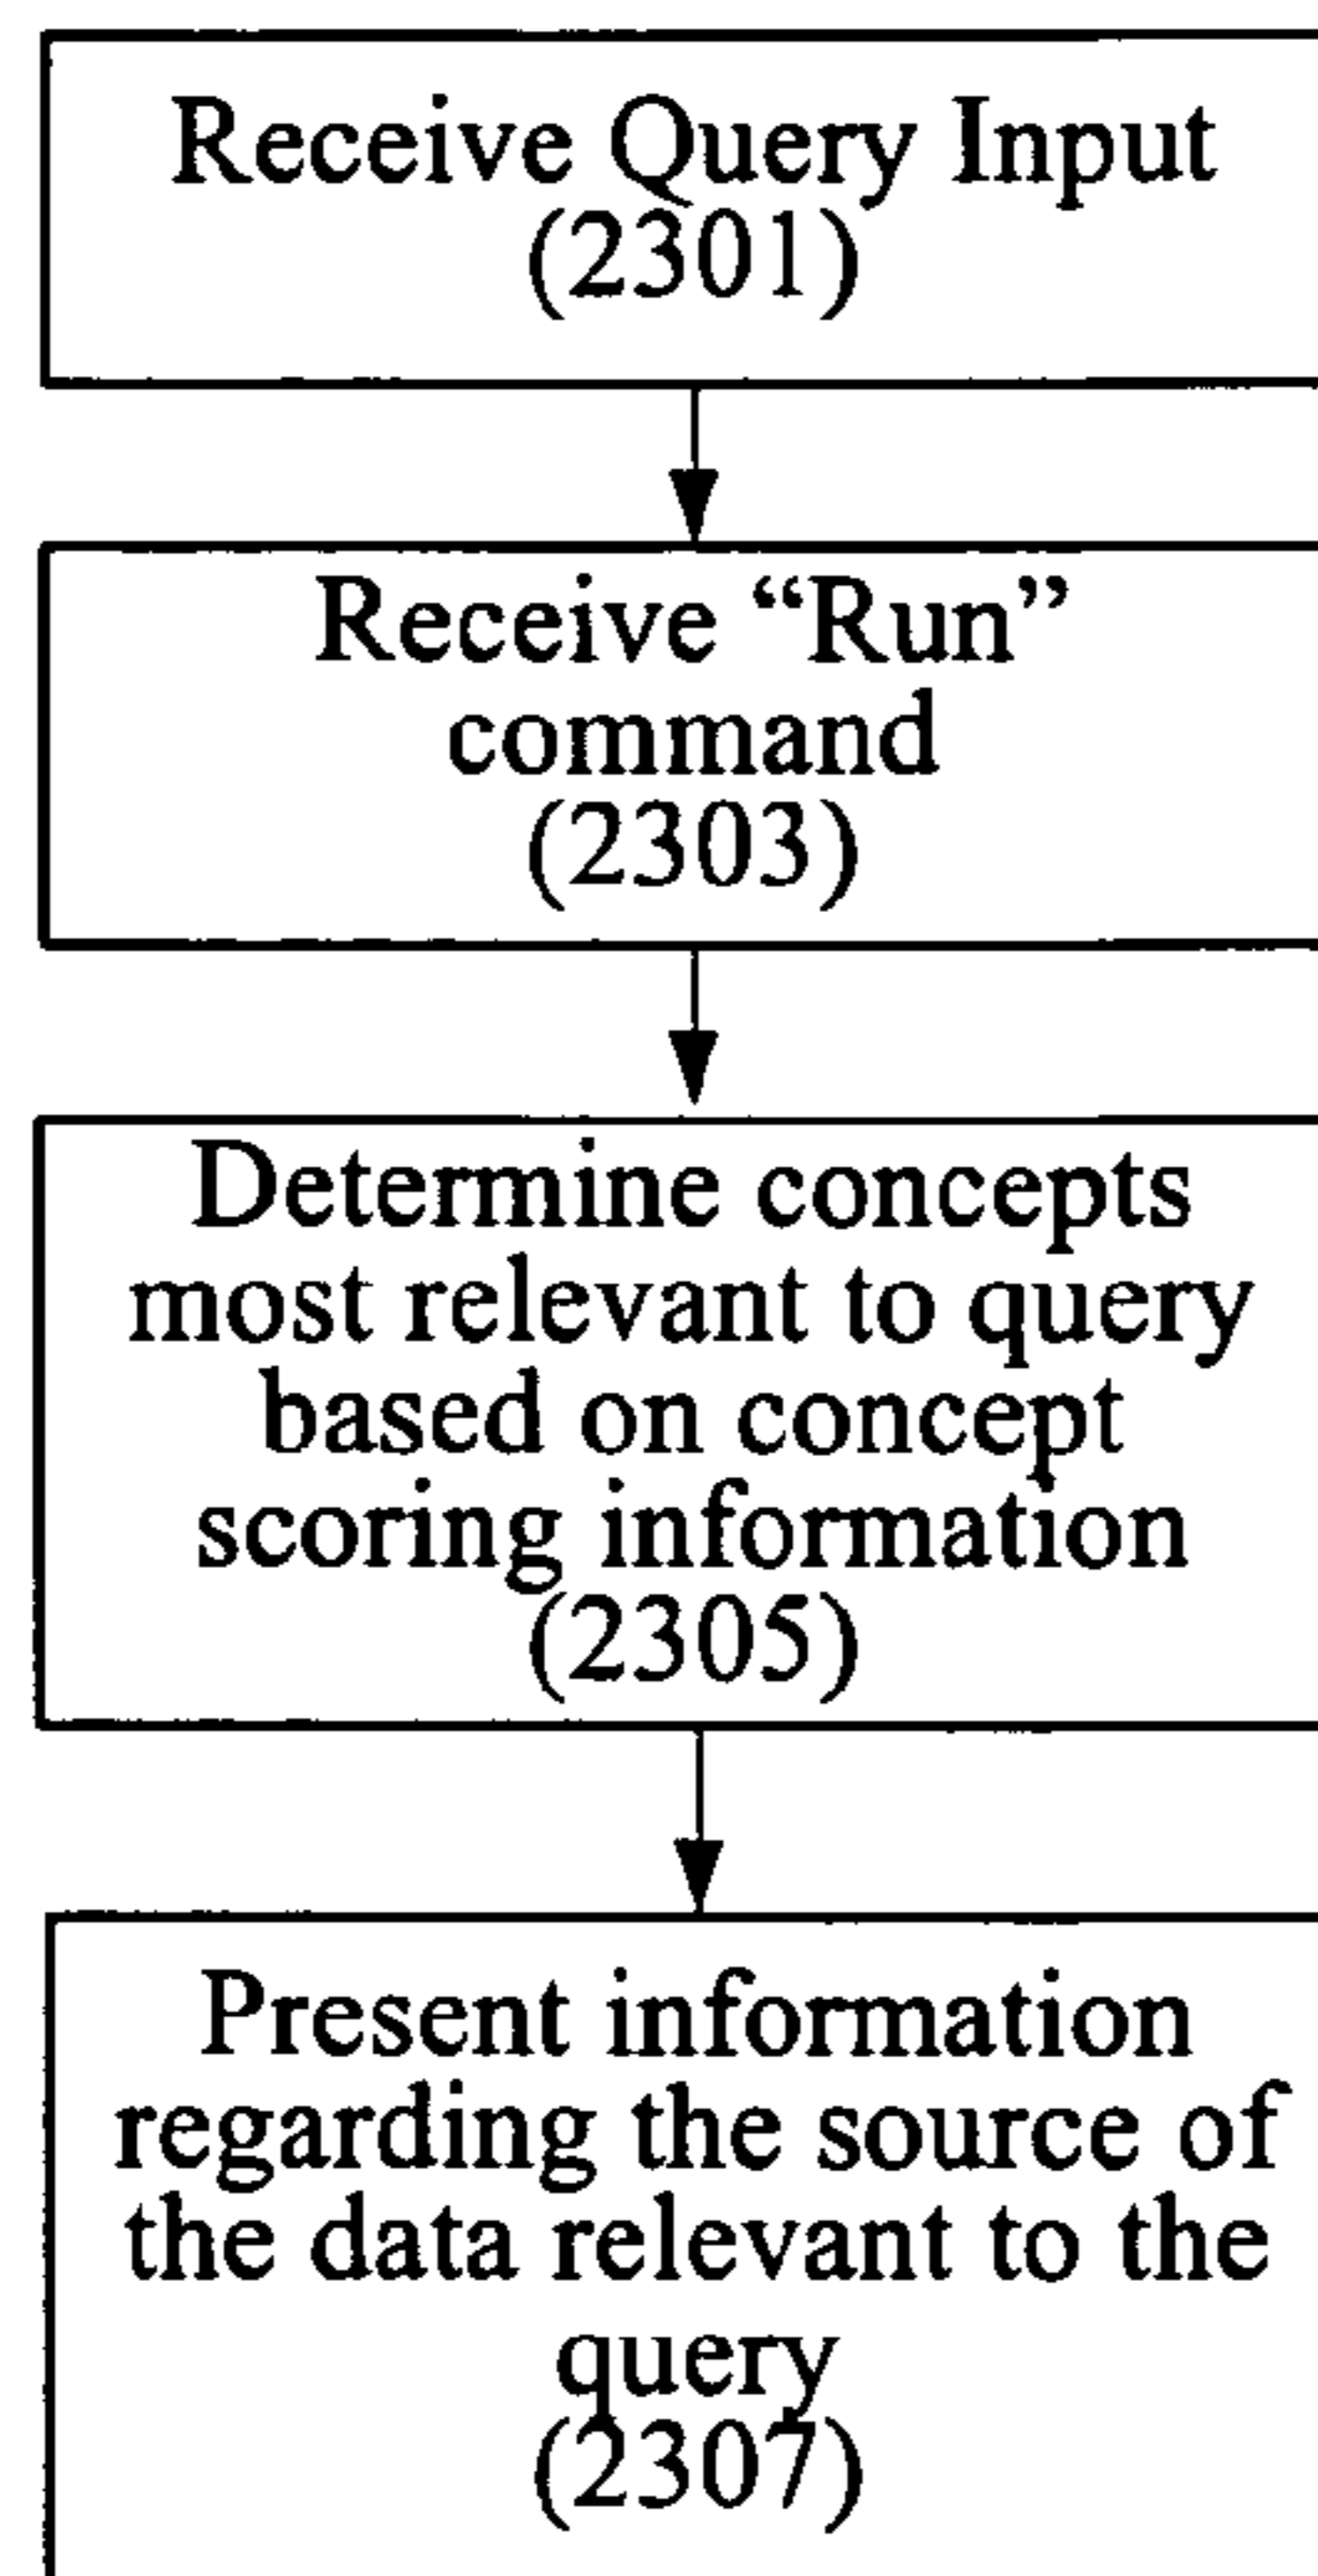 Receive Query Input
(2301)
Receive “Run”
command
(2303)
Determine concepts
most relevant to query
based on concept
scoring information
(2305)
Present information
regarding the source of
the data relevant to the
query
(2307)